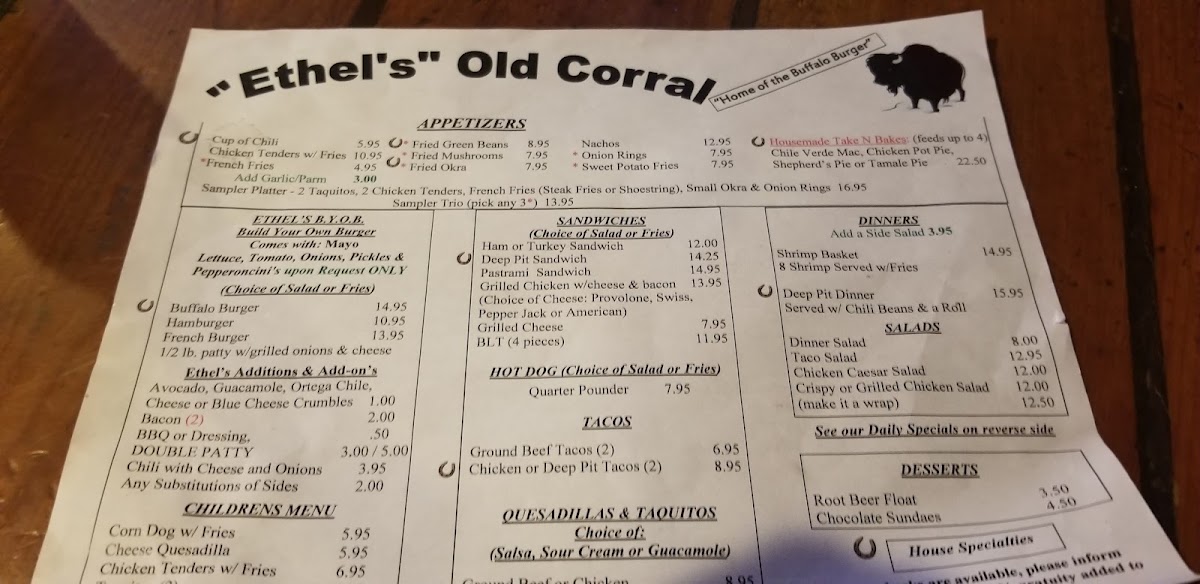 "Ethel's" Old Corral
"Home of the Buffalo Burger"
APPETIZERS
Cup of Chili 5.95
Chicken Tenders w/ Fries 10.95
*French Fries 4.95
Add Garlic/Parm 3.00
* Fried Green Beans 8.95
* Fried Mushrooms 7.95
* Fried Okra 7.95
Nachos 12.95
* Onion Rings 7.95
* Sweet Potato Fries 7.95
Housemade Take N Bakes: (feeds up to 4)
Chile Verde Mac, Chicken Pot Pie,
Shepherd's Pie or Tamale Pie 22.50
Sampler Platter - 2 Taquitos, 2 Chicken Tenders, French Fries (Steak Fries or Shoestring), Small Okra & Onion Rings 16.95
Sampler Trio (pick any 3*) 13.95
ETHEL'S B.Y.O.B.
Build Your Own Burger
Comes with: Mayo
Lettuce, Tomato, Onions, Pickles &
Pepperoncini's upon Request ONLY
(Choice of Salad or Fries)
Buffalo Burger 14.95
Hamburger 10.95
French Burger 13.95
1/2 lb. patty w/grilled onions & cheese
Ethel's Additions & Add-on's
Avocado, Guacamole, Ortega Chile,
Cheese or Blue Cheese Crumbles 1.00
Bacon (2) 2.00
BBQ or Dressing, .50
DOUBLE PATTY 3.00 / 5.00
Chili with Cheese and Onions 3.95
Any Substitutions of Sides 2.00
CHILDRENS MENU
Corn Dog w/ Fries 5.95
Cheese Quesadilla 5.95
Chicken Tenders w/ Fries 6.95
SANDWICHES
(Choice of Salad or Fries)
Ham or Turkey Sandwich 12.00
Deep Pit Sandwich 14.25
Pastrami Sandwich 14.95
Grilled Chicken w/cheese & bacon 13.95
(Choice of Cheese: Provolone, Swiss,
Pepper Jack or American)
Grilled Cheese 7.95
BLT (4 pieces) 11.95
HOT DOG (Choice of Salad or Fries)
Quarter Pounder 7.95
TACOS
Ground Beef Tacos (2) 6.95
Chicken or Deep Pit Tacos (2) 8.95
QUESADILLAS & TAQUITOS
Choice of:
(Salsa, Sour Cream or Guacamole)
Ground Beef or Chicken 8.95
DINNERS
Add a Side Salad 3.95
Shrimp Basket 14.95
8 Shrimp Served w/Fries
Deep Pit Dinner 15.95
Served w/ Chili Beans & a Roll
SALADS
Dinner Salad 8.00
Taco Salad 12.95
Chicken Caesar Salad 12.00
Crispy or Grilled Chicken Salad 12.00
(make it a wrap) 12.50
See our Daily Specials on reverse side
DESSERTS
Root Beer Float 3.50
Chocolate Sundaes 4.50
House Specialties
are available, please inform
added to